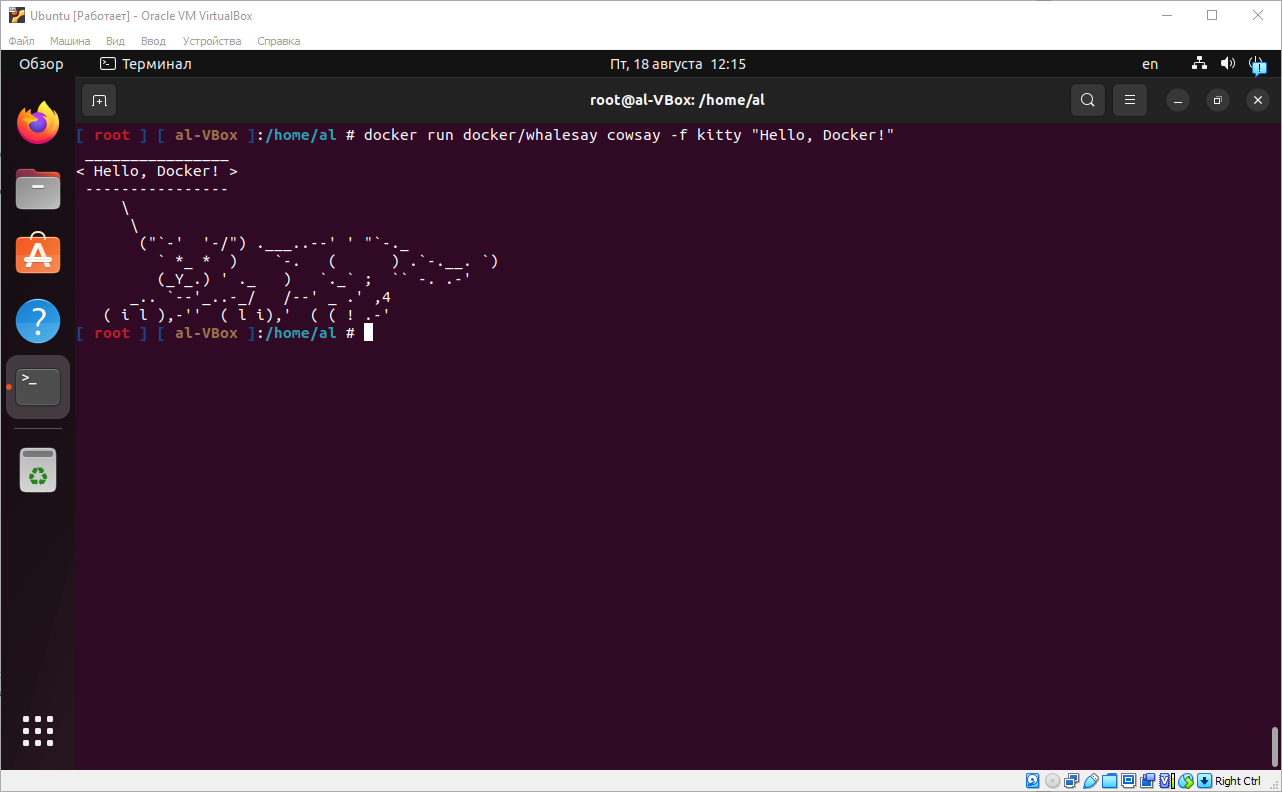 Ubuntu [Работает] - Oracle VM VirtualBox
Файл Машина Вид Ввод Устройства Справка
Обзор Терминал Пт, 18 августа 12:15 en
root@al-VBox: /home/al
[ root ] [ al-VBox ]:/home/al # docker run docker/whalesay cowsay -f kitty "Hello, Docker!"
 ________________
< Hello, Docker! >
 ----------------
     \
      \
       ("`-'  '-/") .___..--' ' "`-._
         ` *_ *  )    `-.   (      ) .`-.__. `)
         (_Y_.) ' ._   )   `._` ;  `` -. .-'
      _.. `--'_..-_/   /--' _ .' ,4
   ( i l ),-''  ( l i),'  ( ( ! .-'
[ root ] [ al-VBox ]:/home/al #
Right Ctrl